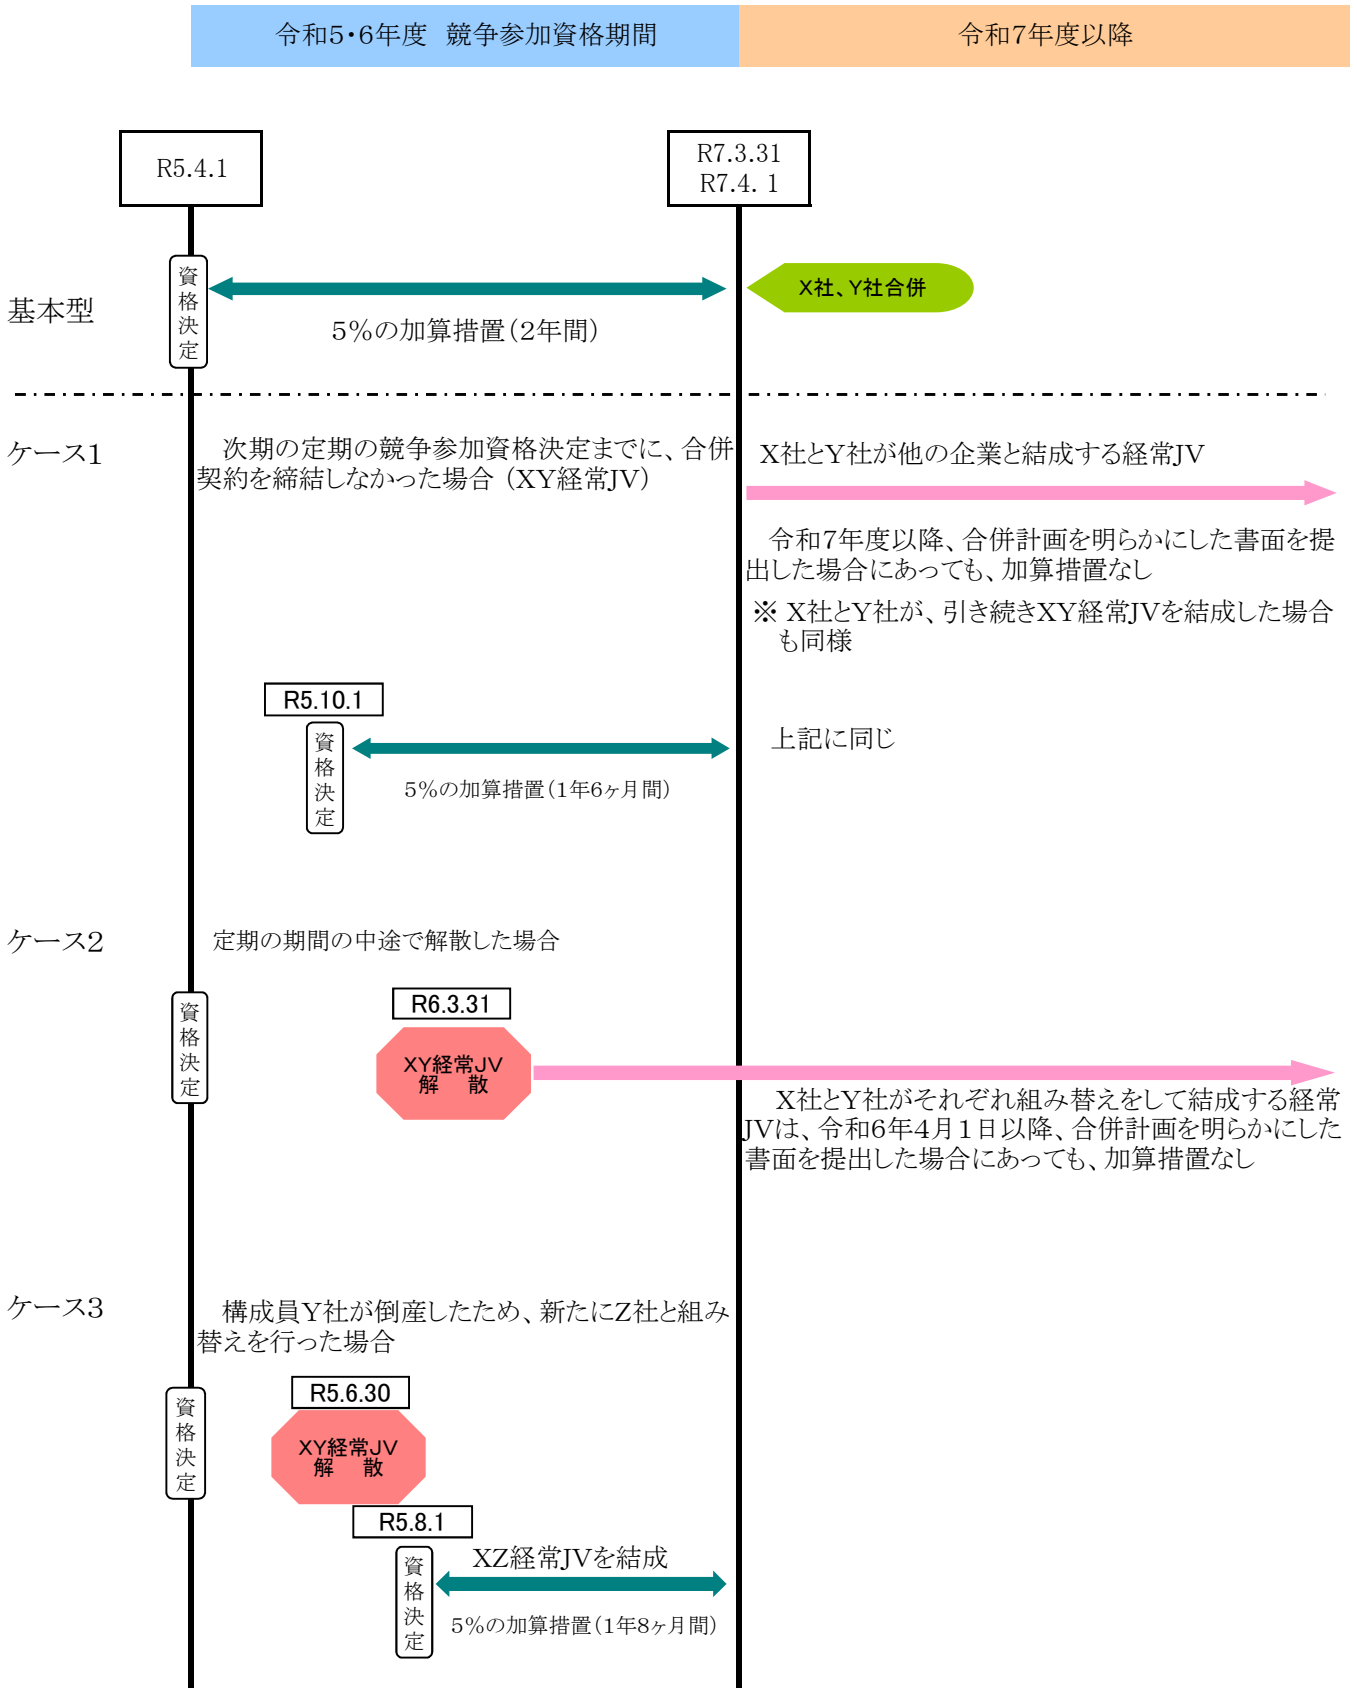 令和5・6年度 競争参加資格期間
令和7年度以降
R5.4.1
R7.3.31
R7.4. 1
基本型
資格決定
5%の加算措置(2年間)
X社、Y社合併
ケース1
次期の定期の競争参加資格決定までに、合併
契約を締結しなかった場合 (XY経常JV)
X社とY社が他の企業と結成する経常JV
令和7年度以降、合併計画を明らかにした書面を提
出した場合にあっても、加算措置なし
※ X社とY社が、引き続きXY経常JVを結成した場合
も同様
R5.10.1
資格決定
5%の加算措置(1年6ヶ月間)
上記に同じ
ケース2
定期の期間の中途で解散した場合
資格決定
R6.3.31
XY経常JV
解 散
X社とY社がそれぞれ組み替えをして結成する経常
JVは、令和6年4月1日以降、合併計画を明らかにした
書面を提出した場合にあっても、加算措置なし
ケース3
構成員Y社が倒産したため、新たにZ社と組み
替えを行った場合
資格決定
R5.6.30
XY経常JV
解 散
R5.8.1
資格決定
XZ経常JVを結成
5%の加算措置(1年8ヶ月間)